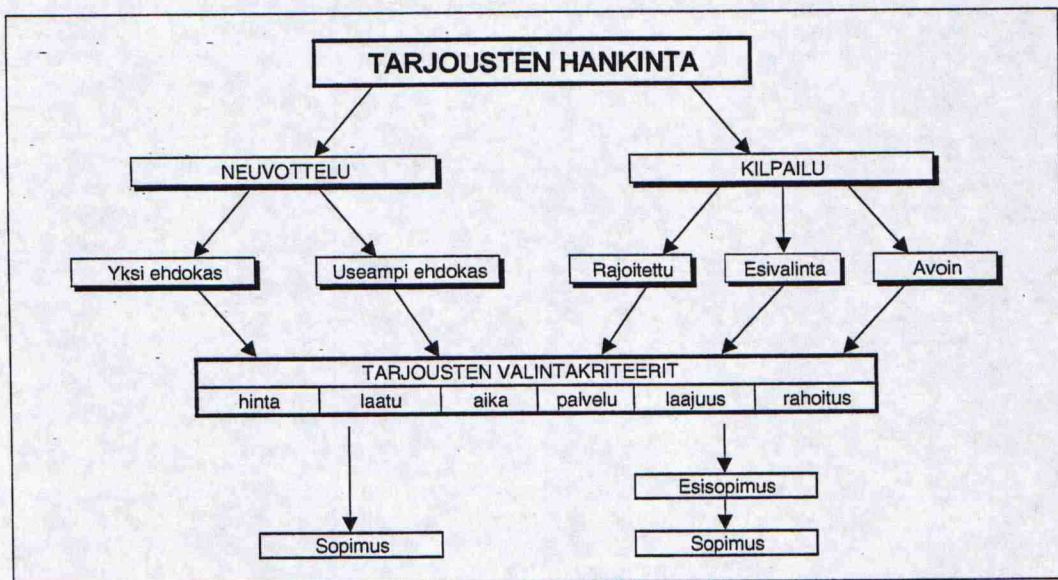 TARJOUSTEN HANKINTA
NEUVOTTELU
KILPAILU
Yksi ehdokas
Useampi ehdokas
Rajoitettu
Esivalinta
Avoin
TARJOUSTEN VALINTAKRITEERIT
hinta
laatu
aika
palvelu
laajuus
rahoitus
Esisopimus
Sopimus
Sopimus